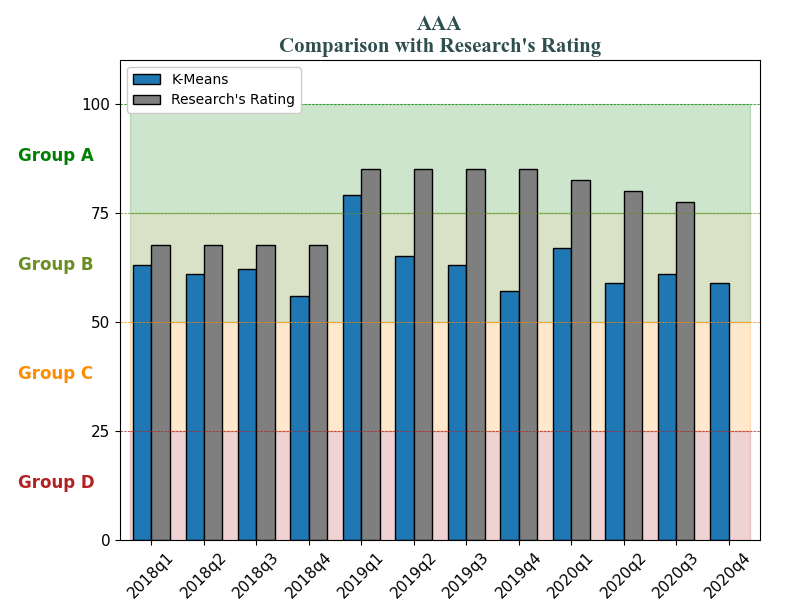 AAA
Comparison with Research's Rating
K-Means
Research's Rating
100
Group A
75
Group B
50
Group C
25
Group D
0
2018q1
2018q2
2018q3
2018q4
2019q1
2019q2
2019q3
2019q4
2020q1
2020q2
2020q3
2020q4